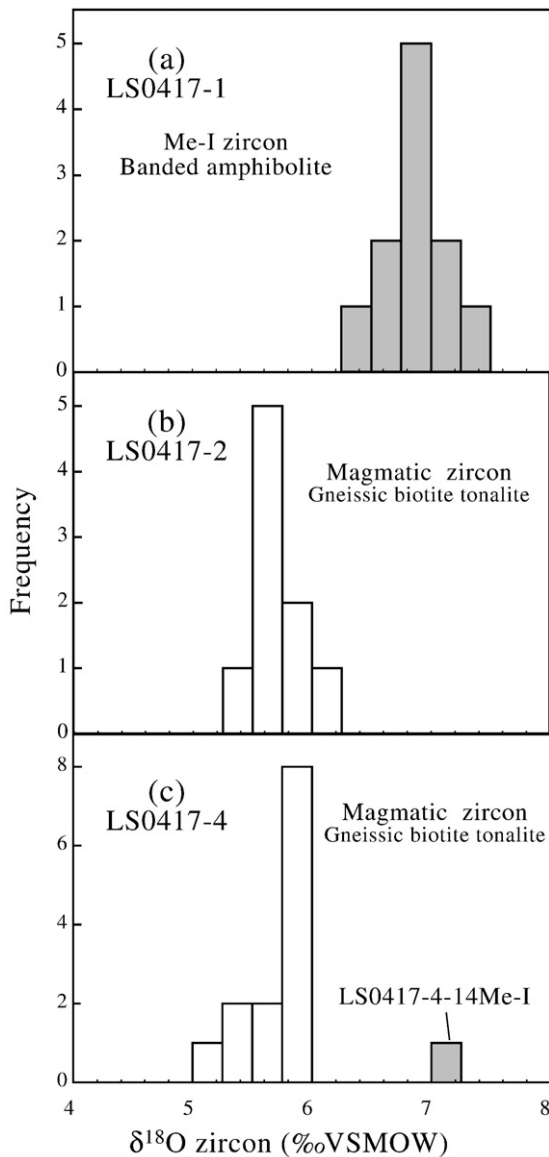 5
4
3
2
1
0
(a)
LS0417-1
Me-I zircon
Banded amphibolite
5
4
3
2
1
0
(b)
LS0417-2
Magmatic zircon
Gneissic biotite tonalite
Frequency
8
6
4
2
0
(c)
LS0417-4
Magmatic zircon
Gneissic biotite tonalite
LS0417-4-14Me-I
4 5 6 7 8
δ¹⁸O zircon (‰VSMOW)